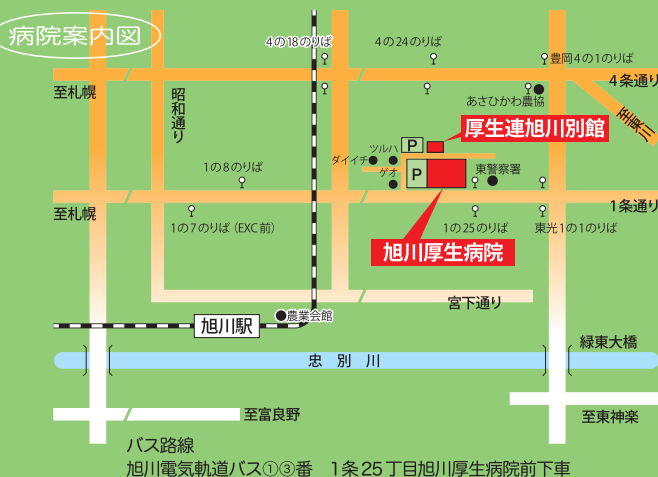 病院案内図
4の18のりば
4の24のりば
豊岡4の1のりば
至札幌
昭和通り
4条通り
あさひかわ農協
至東川
厚生連旭川別館
P
ツルハ
ダイイチ
ゲオ
P
東警察署
1の8のりば
至札幌
1条通り
1の7のりば (EXC前)
1の25のりば
東光1の1のりば
旭川厚生病院
宮下通り
農業会館
旭川駅
緑東大橋
忠別川
至富良野
至東神楽
バス路線
旭川電気軌道バス①③番 1条25丁目旭川厚生病院前下車